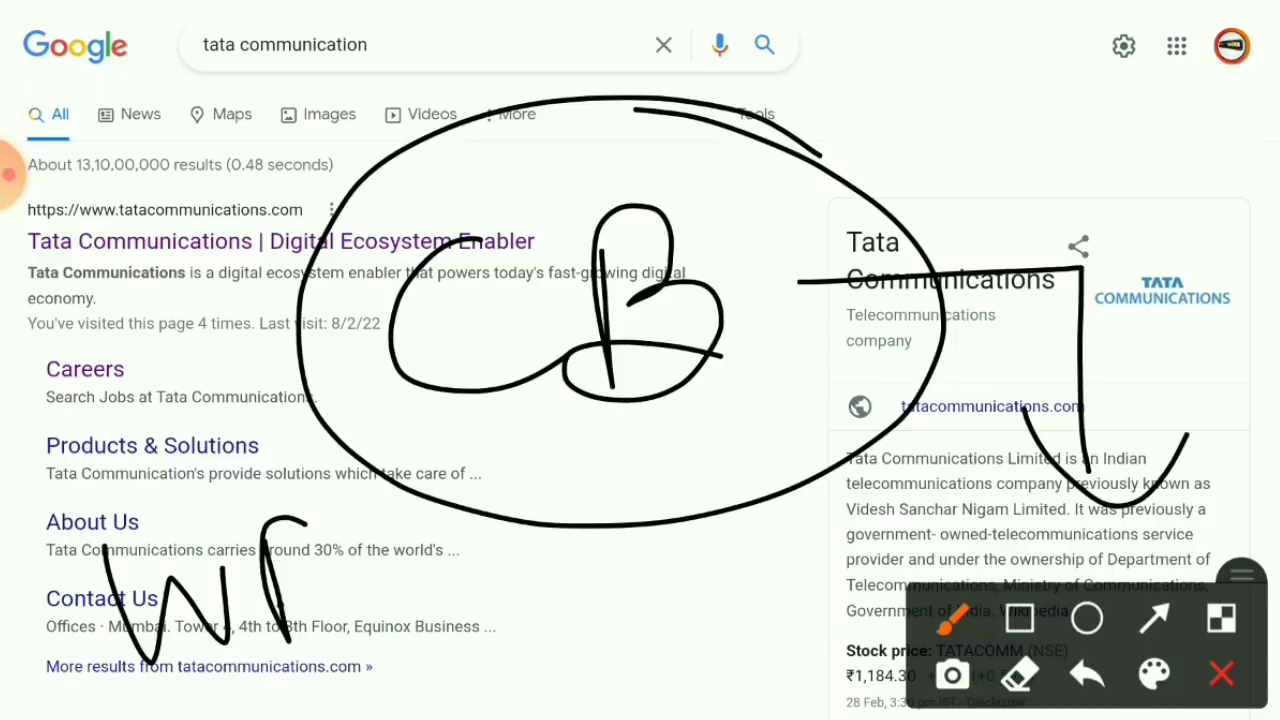 Google
tata communication
All News Maps Images Videos More Tools
About 13,10,00,000 results (0.48 seconds)
https://www.tatacommunications.com
Tata Communications | Digital Ecosystem Enabler
Tata Communications is a digital ecosystem enabler that powers today's fast-growing digital
economy.
You've visited this page 4 times. Last visit: 8/2/22
Careers
Search Jobs at Tata Communications.
Products & Solutions
Tata Communication's provide solutions which take care of ...
About Us
Tata Communications carries around 30% of the world's ...
Contact Us
Offices · Mumbai. Tower 4, 4th to 8th Floor, Equinox Business ...
More results from tatacommunications.com »
CB
Tata
Communications
TATA
COMMUNICATIONS
Telecommunications
company
tatacommunications.com
Tata Communications Limited is an Indian
telecommunications company previously known as
Videsh Sanchar Nigam Limited. It was previously a
government- owned-telecommunications service
provider and under the ownership of Department of
Telecommunications, Ministry of Communications,
Government of India. Wikipedia
Stock price: TATACOMM (NSE)
₹1,184.30
28 Feb, 3:30 pm IST - Disclaimer